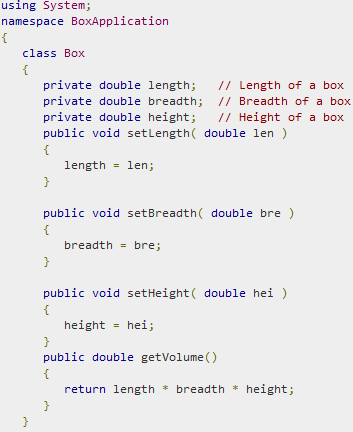 using System;
namespace BoxApplication
{
   class Box
   {
      private double length;   // Length of a box
      private double breadth;  // Breadth of a box
      private double height;   // Height of a box
      public void setLength( double len )
      {
         length = len;
      }

      public void setBreadth( double bre )
      {
         breadth = bre;
      }

      public void setHeight( double hei )
      {
         height = hei;
      }
      public double getVolume()
      {
         return length * breadth * height;
      }
   }